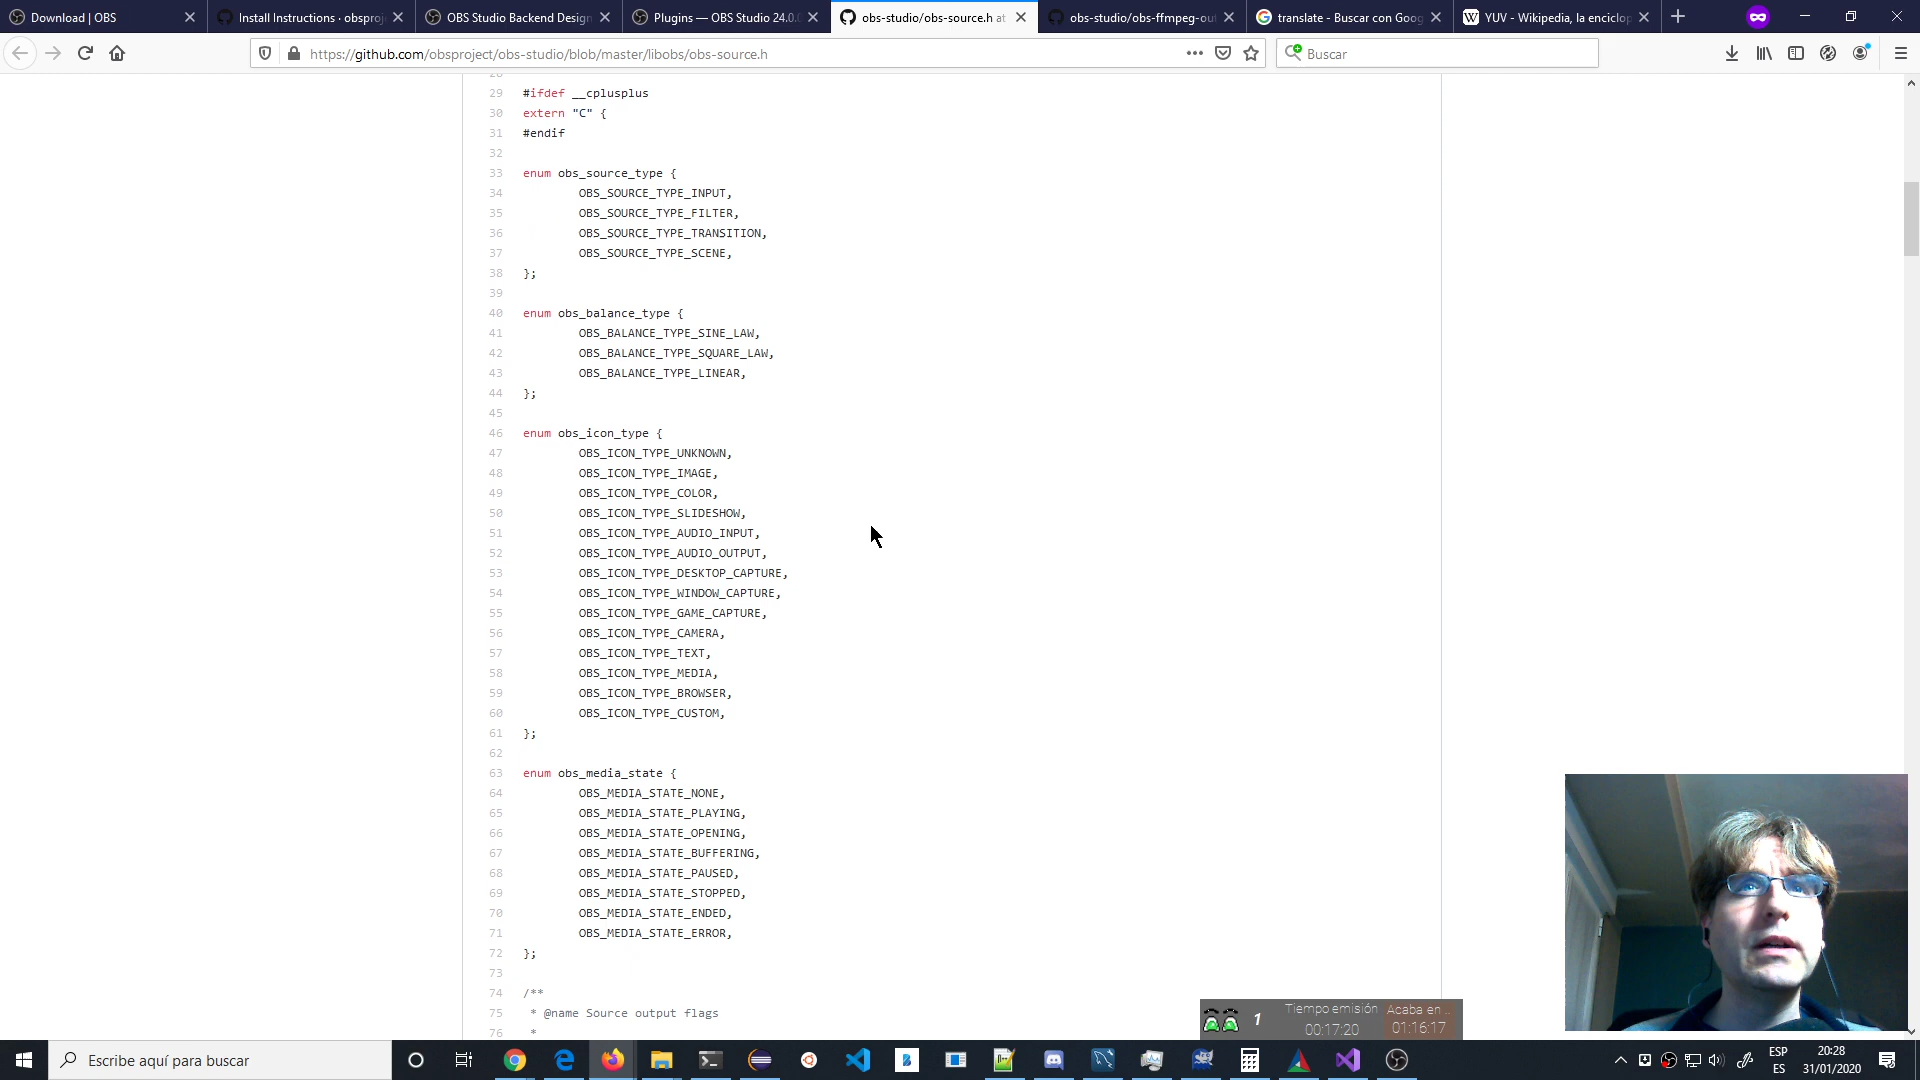 Download | OBS
Install Instructions · obsproj
OBS Studio Backend Design
Plugins — OBS Studio 24.0.
obs-studio/obs-source.h at
obs-studio/obs-ffmpeg-out
translate - Buscar con Goog
YUV - Wikipedia, la enciclop
https://github.com/obsproject/obs-studio/blob/master/libobs/obs-source.h
Buscar
28
29 #ifdef __cplusplus
30 extern "C" {
31 #endif
32
33 enum obs_source_type {
34 OBS_SOURCE_TYPE_INPUT,
35 OBS_SOURCE_TYPE_FILTER,
36 OBS_SOURCE_TYPE_TRANSITION,
37 OBS_SOURCE_TYPE_SCENE,
38 };
39
40 enum obs_balance_type {
41 OBS_BALANCE_TYPE_SINE_LAW,
42 OBS_BALANCE_TYPE_SQUARE_LAW,
43 OBS_BALANCE_TYPE_LINEAR,
44 };
45
46 enum obs_icon_type {
47 OBS_ICON_TYPE_UNKNOWN,
48 OBS_ICON_TYPE_IMAGE,
49 OBS_ICON_TYPE_COLOR,
50 OBS_ICON_TYPE_SLIDESHOW,
51 OBS_ICON_TYPE_AUDIO_INPUT,
52 OBS_ICON_TYPE_AUDIO_OUTPUT,
53 OBS_ICON_TYPE_DESKTOP_CAPTURE,
54 OBS_ICON_TYPE_WINDOW_CAPTURE,
55 OBS_ICON_TYPE_GAME_CAPTURE,
56 OBS_ICON_TYPE_CAMERA,
57 OBS_ICON_TYPE_TEXT,
58 OBS_ICON_TYPE_MEDIA,
59 OBS_ICON_TYPE_BROWSER,
60 OBS_ICON_TYPE_CUSTOM,
61 };
62
63 enum obs_media_state {
64 OBS_MEDIA_STATE_NONE,
65 OBS_MEDIA_STATE_PLAYING,
66 OBS_MEDIA_STATE_OPENING,
67 OBS_MEDIA_STATE_BUFFERING,
68 OBS_MEDIA_STATE_PAUSED,
69 OBS_MEDIA_STATE_STOPPED,
70 OBS_MEDIA_STATE_ENDED,
71 OBS_MEDIA_STATE_ERROR,
72 };
73
74 /**
75 * @name Source output flags
76 *
1 Tiempo emisión Acaba en ..
00:17:20 01:16:17
Escribe aquí para buscar
ESP
ES
20:28
31/01/2020